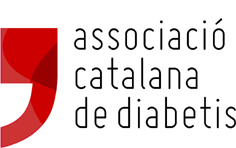 associació
catalana
de diabetis